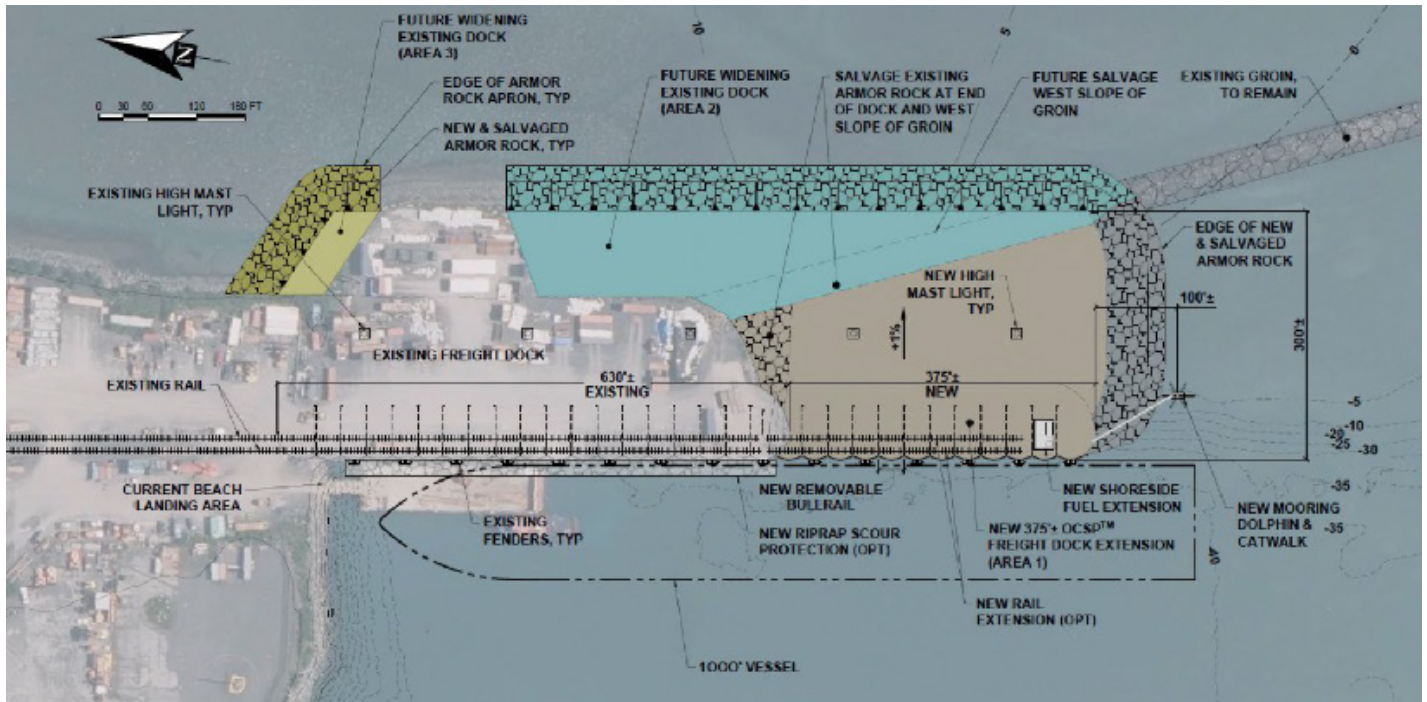 FUTURE WIDENING
EXISTING DOCK
(AREA 3)
N
0 30 60 120 180 FT
EDGE OF ARMOR
ROCK APRON, TYP
NEW & SALVAGED
ARMOR ROCK, TYP
EXISTING HIGH MAST
LIGHT, TYP
10
FUTURE WIDENING
EXISTING DOCK
(AREA 2)
SALVAGE EXISTING
ARMOR ROCK AT END
OF DOCK AND WEST
SLOPE OF GROIN
5
FUTURE SALVAGE
WEST SLOPE OF
GROIN
0
EXISTING GROIN,
TO REMAIN
EDGE OF NEW
& SALVAGED
ARMOR ROCK
NEW HIGH
MAST LIGHT,
TYP
100'±
300'±
+1%
EXISTING FREIGHT DOCK
630'±
EXISTING
375'±
NEW
EXISTING RAIL
-5
-10
-20
-25
-30
-35
-35
CURRENT BEACH
LANDING AREA
EXISTING
FENDERS, TYP
NEW REMOVABLE
BULLRAIL
NEW RIPRAP SCOUR
PROTECTION (OPT)
NEW SHORESIDE
FUEL EXTENSION
NEW 375'± OCSP™
FREIGHT DOCK EXTENSION
(AREA 1)
NEW MOORING
DOLPHIN &
CATWALK
NEW RAIL
EXTENSION (OPT)
1000' VESSEL